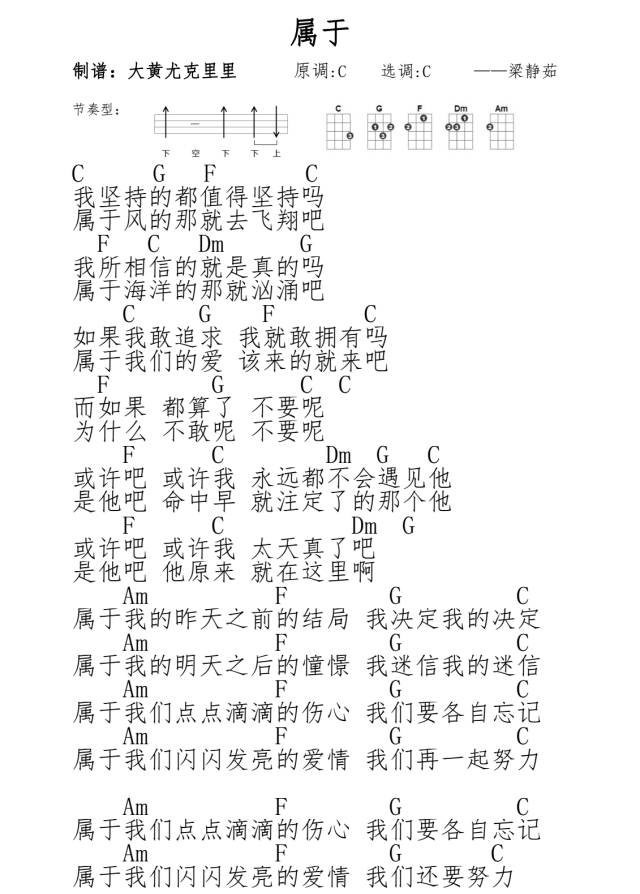 属于
制谱：大黄尤克里里 原调:C 选调:C ——梁静茹
节奏型：
C G F Dm Am
下 空 下 下 上
C G F C
我坚持的都值得坚持吗
属于风的那就去飞翔吧
F C Dm G
我所相信的就是真的吗
属于海洋的那就汹涌吧
C G F C
如果我敢追求 我就敢拥有吗
属于我们的爱 该来的就来吧
F G C C
而如果 都算了 不要呢
为什么 不敢呢 不要呢
F C Dm G C
或许吧 或许我 永远都不会遇见他
是他吧 命中早 就注定了的那个他
F C Dm G
或许吧 或许我 太天真了吧
是他吧 他原来 就在这里啊
Am F G C
属于我的昨天之前的结局 我决定我的决定
Am F G C
属于我的明天之后的憧憬 我迷信我的迷信
Am F G C
属于我们点点滴滴的伤心 我们要各自忘记
Am F G C
属于我们闪闪发亮的爱情 我们再一起努力
Am F G C
属于我们点点滴滴的伤心 我们要各自忘记
Am F G C
属于我们闪闪发亮的爱情 我们还要努力